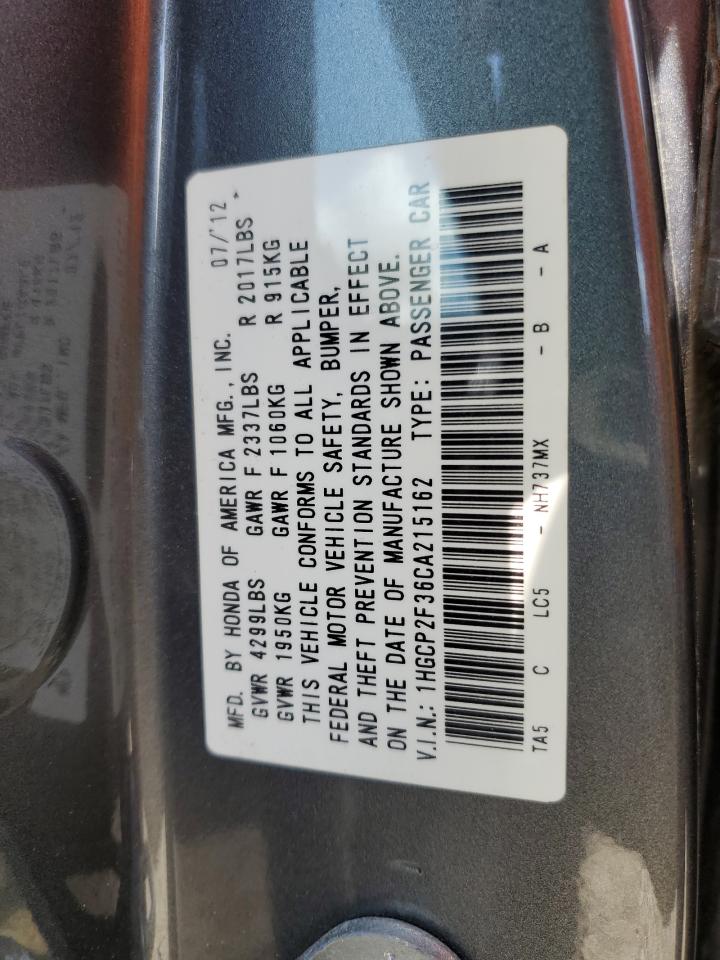 MFD. BY HONDA OF AMERICA MFG., INC. 07/'12
GVWR 4299LBS GAWR F 2337LBS R 2017LBS
GVWR 1950KG GAWR F 1060KG R 915KG
THIS VEHICLE CONFORMS TO ALL APPLICABLE
FEDERAL MOTOR VEHICLE SAFETY, BUMPER,
AND THEFT PREVENTION STANDARDS IN EFFECT
ON THE DATE OF MANUFACTURE SHOWN ABOVE.
V.I.N.: 1HGCP2F36CA215162 TYPE: PASSENGER CAR
TA5 C LC5 - NH737MX - B - A